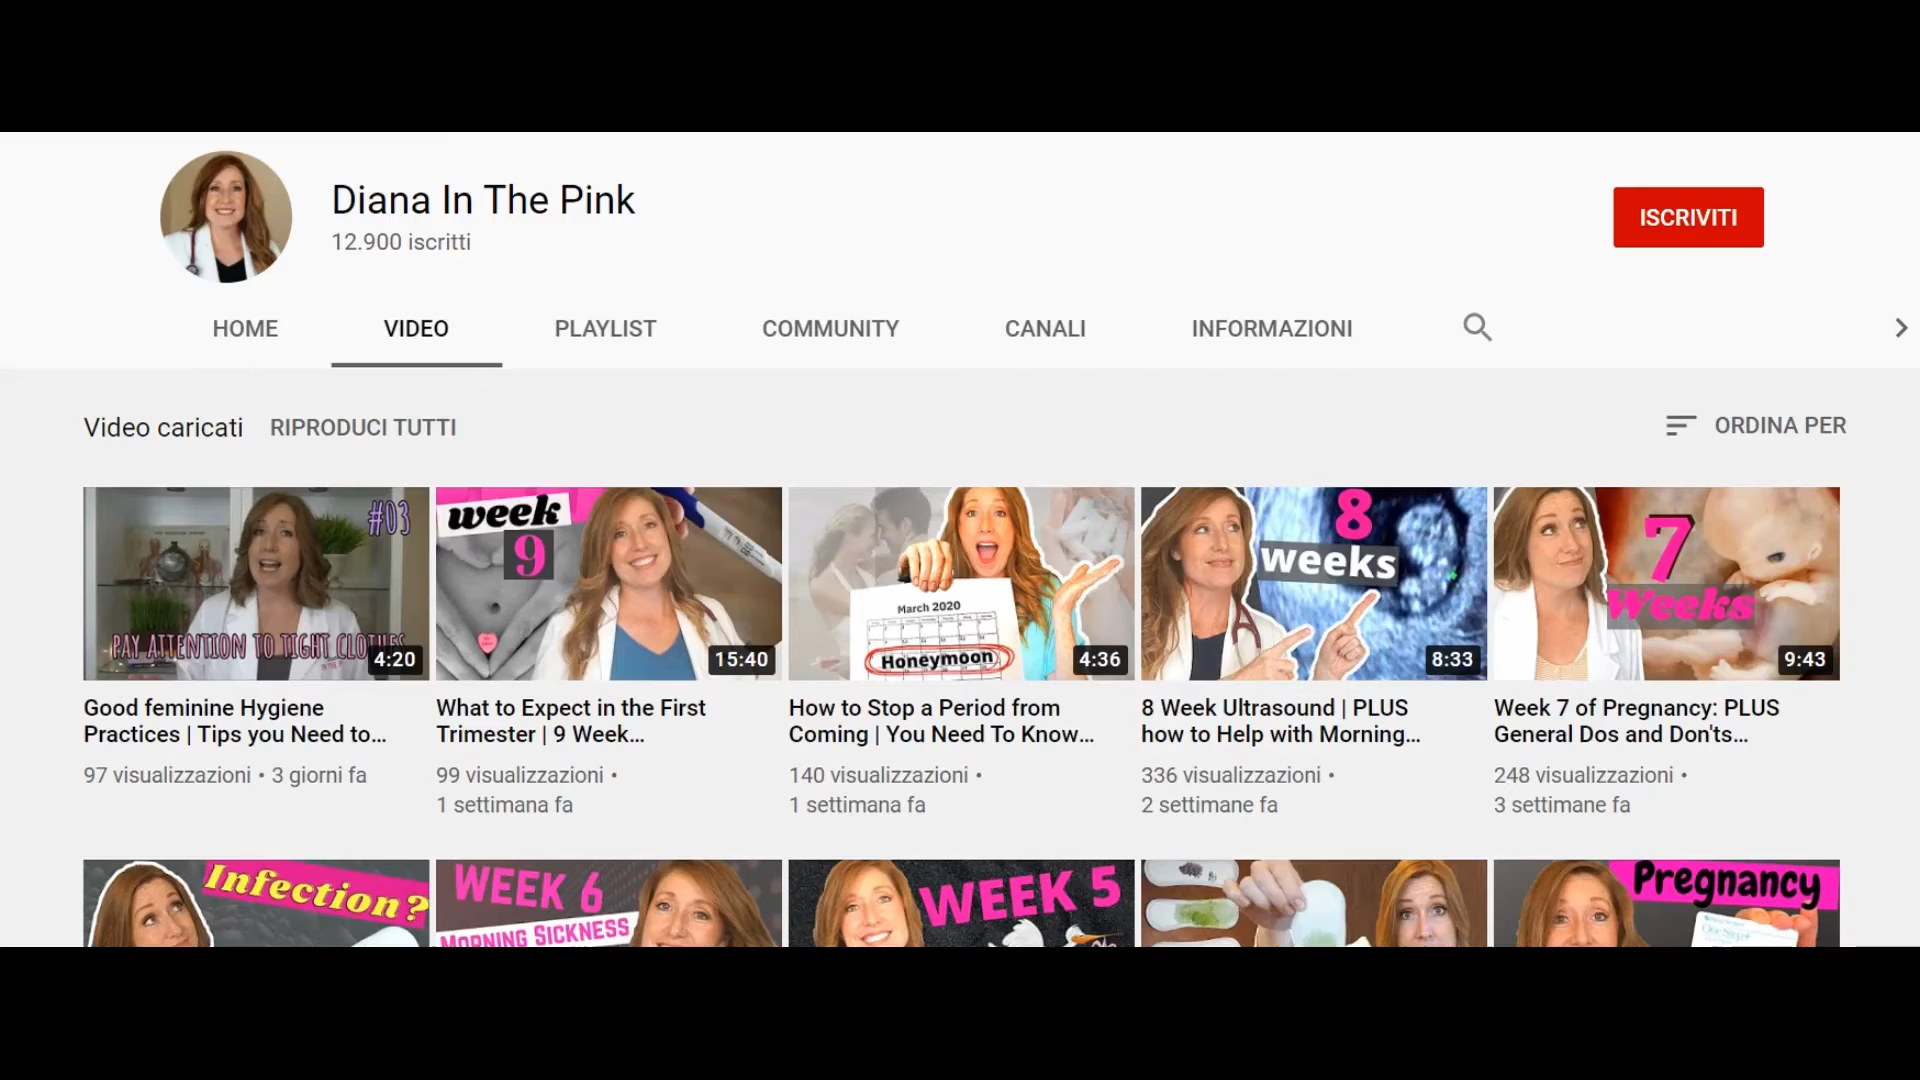 Diana In The Pink
12.900 iscritti
ISCRIVITI
HOME
VIDEO
PLAYLIST
COMMUNITY
CANALI
INFORMAZIONI
Video caricati
RIPRODUCI TUTTI
ORDINA PER
#03
PAY ATTENTION TO TIGHT CLOTHES
4:20
week
9
15:40
March 2020
Honeymoon
4:36
8
weeks
8:33
7
Weeks
9:43
Good feminine Hygiene
Practices | Tips you Need to...
97 visualizzazioni • 3 giorni fa
What to Expect in the First
Trimester | 9 Week...
99 visualizzazioni •
1 settimana fa
How to Stop a Period from
Coming | You Need To Know...
140 visualizzazioni •
1 settimana fa
8 Week Ultrasound | PLUS
how to Help with Morning...
336 visualizzazioni •
2 settimane fa
Week 7 of Pregnancy: PLUS
General Dos and Don'ts...
248 visualizzazioni •
3 settimane fa
Infection?
WEEK 6
MORNING SICKNESS
WEEK 5
Pregnancy